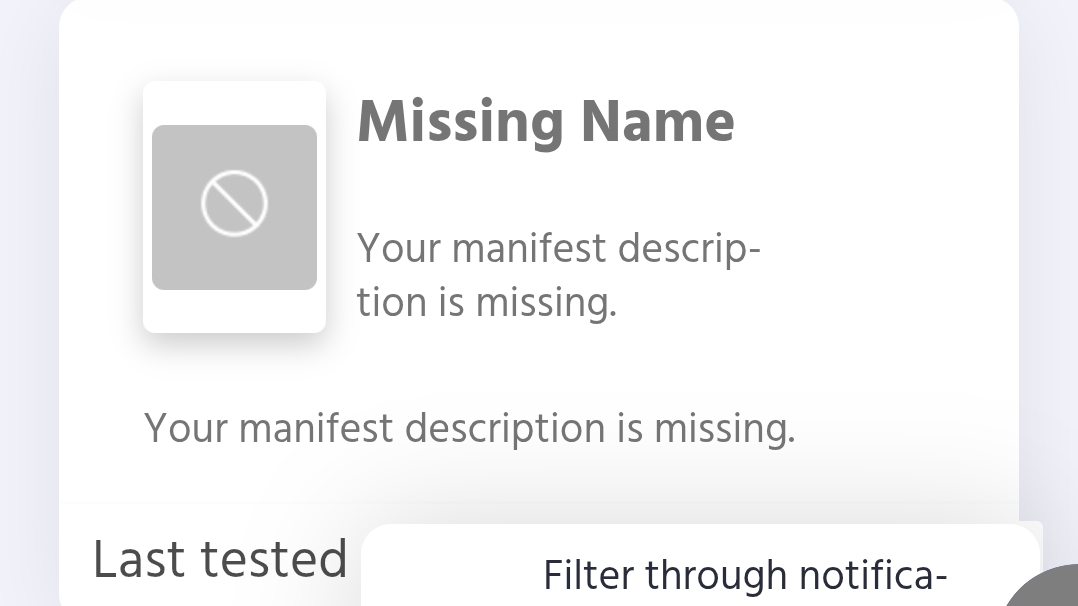 Missing Name
Your manifest descrip-
tion is missing.
Your manifest description is missing.
Last tested
Filter through notifica-